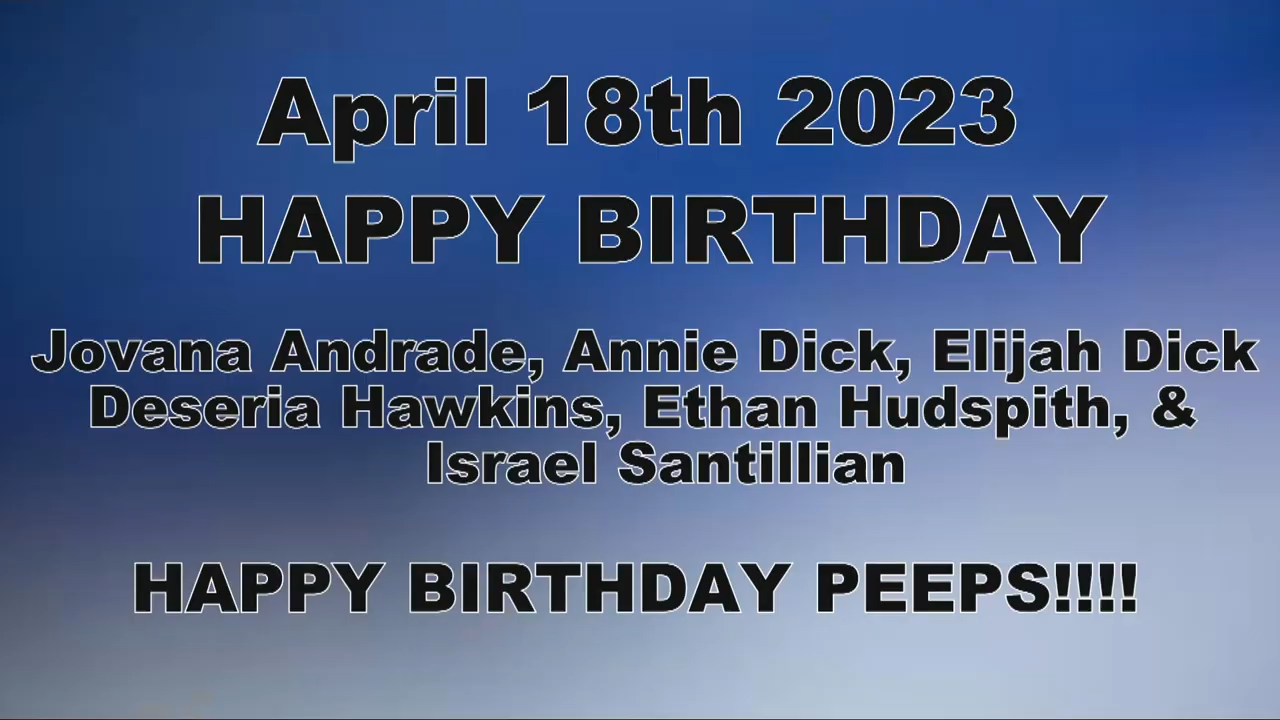 April 18th 2023
HAPPY BIRTHDAY
Jovana Andrade, Annie Dick, Elijah Dick
Deseria Hawkins, Ethan Hudspith, &
Israel Santillian
HAPPY BIRTHDAY PEEPS!!!!